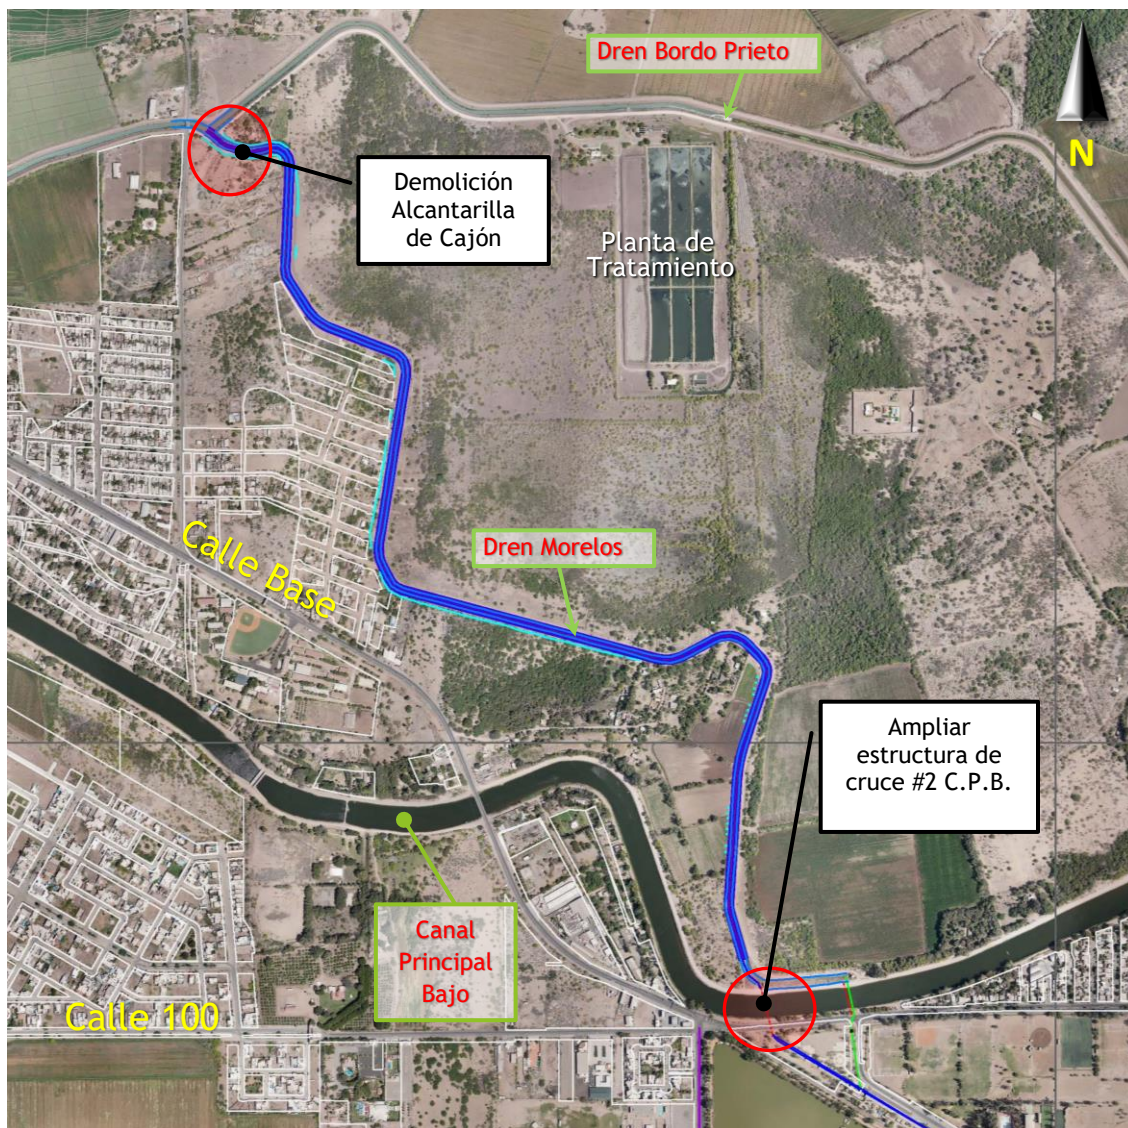 Dren Bordo Prieto
N
Demolición
Alcantarilla
de Cajón
Planta de
Tratamiento
Calle Base
Dren Morelos
Ampliar
estructura de
cruce #2 C.P.B.
Canal
Principal
Bajo
Calle 100